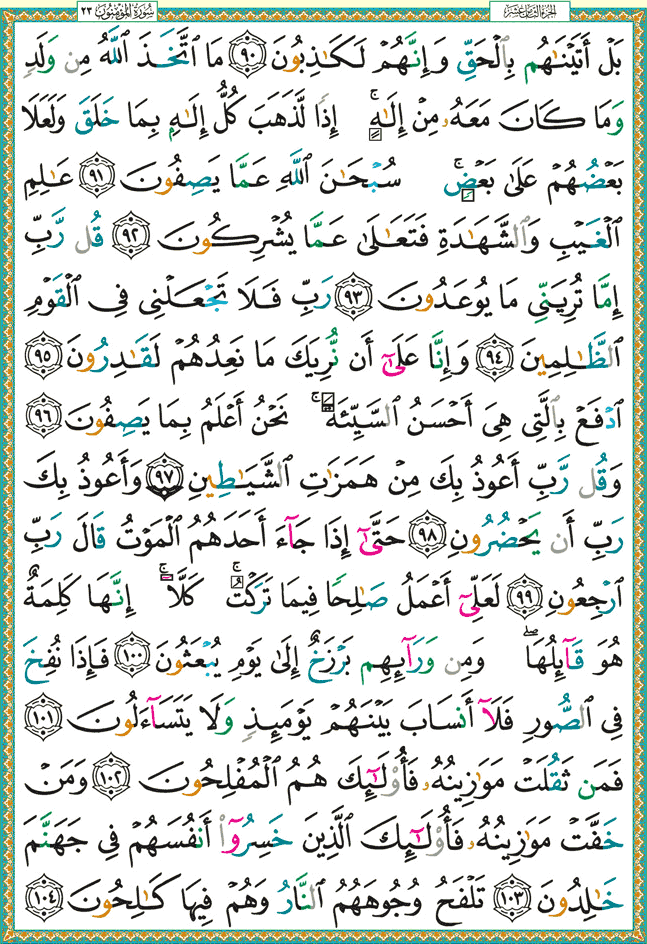 سُورَةُ المُؤْمِنُونَ ٢٣ الجزء الثامن عشر
بَلْ أَتَيْنَٰهُم بِٱلْحَقِّ وَإِنَّهُمْ لَكَٰذِبُونَ ٩٠ مَا ٱتَّخَذَ ٱللَّهُ مِن وَلَدٍ
وَمَا كَانَ مَعَهُۥ مِنْ إِلَٰهٍ ۚ إِذًا لَّذَهَبَ كُلُّ إِلَٰهٍۭ بِمَا خَلَقَ وَلَعَلَا
بَعْضُهُمْ عَلَىٰ بَعْضٍ ۚ سُبْحَٰنَ ٱللَّهِ عَمَّا يَصِفُونَ ٩١ عَٰلِمِ
ٱلْغَيْبِ وَٱلشَّهَٰدَةِ فَتَعَٰلَىٰ عَمَّا يُشْرِكُونَ ٩٢ قُل رَّبِّ
إِمَّا تُرِيَنِّى مَا يُوعَدُونَ ٩٣ رَبِّ فَلَا تَجْعَلْنِى فِى ٱلْقَوْمِ
ٱلظَّٰلِمِينَ ٩٤ وَإِنَّا عَلَىٰٓ أَن نُّرِيَكَ مَا نَعِدُهُمْ لَقَٰدِرُونَ ٩٥
ٱدْفَعْ بِٱلَّتِى هِىَ أَحْسَنُ ٱلسَّيِّئَةَ ۚ نَحْنُ أَعْلَمُ بِمَا يَصِفُونَ ٩٦
وَقُل رَّبِّ أَعُوذُ بِكَ مِنْ هَمَزَٰتِ ٱلشَّيَٰطِينِ ٩٧ وَأَعُوذُ بِكَ
رَبِّ أَن يَحْضُرُونِ ٩٨ حَتَّىٰٓ إِذَا جَآءَ أَحَدَهُمُ ٱلْمَوْتُ قَالَ رَبِّ
ٱرْجِعُونِ ٩٩ لَعَلِّىٓ أَعْمَلُ صَٰلِحًا فِيمَا تَرَكْتُ ۚ كَلَّآ ۚ إِنَّهَا كَلِمَةٌ
هُوَ قَآئِلُهَا ۖ وَمِن وَرَآئِهِم بَرْزَخٌ إِلَىٰ يَوْمِ يُبْعَثُونَ ١٠٠ فَإِذَا نُفِخَ
فِى ٱلصُّورِ فَلَآ أَنسَابَ بَيْنَهُمْ يَوْمَئِذٍ وَلَا يَتَسَآءَلُونَ ١٠١
فَمَن ثَقُلَتْ مَوَٰزِينُهُۥ فَأُو۟لَٰٓئِكَ هُمُ ٱلْمُفْلِحُونَ ١٠٢ وَمَنْ
خَفَّتْ مَوَٰزِينُهُۥ فَأُو۟لَٰٓئِكَ ٱلَّذِينَ خَسِرُوٓا۟ أَنفُسَهُمْ فِى جَهَنَّمَ
خَٰلِدُونَ ١٠٣ تَلْفَحُ وُجُوهَهُمُ ٱلنَّارُ وَهُمْ فِيهَا كَٰلِحُونَ ١٠٤